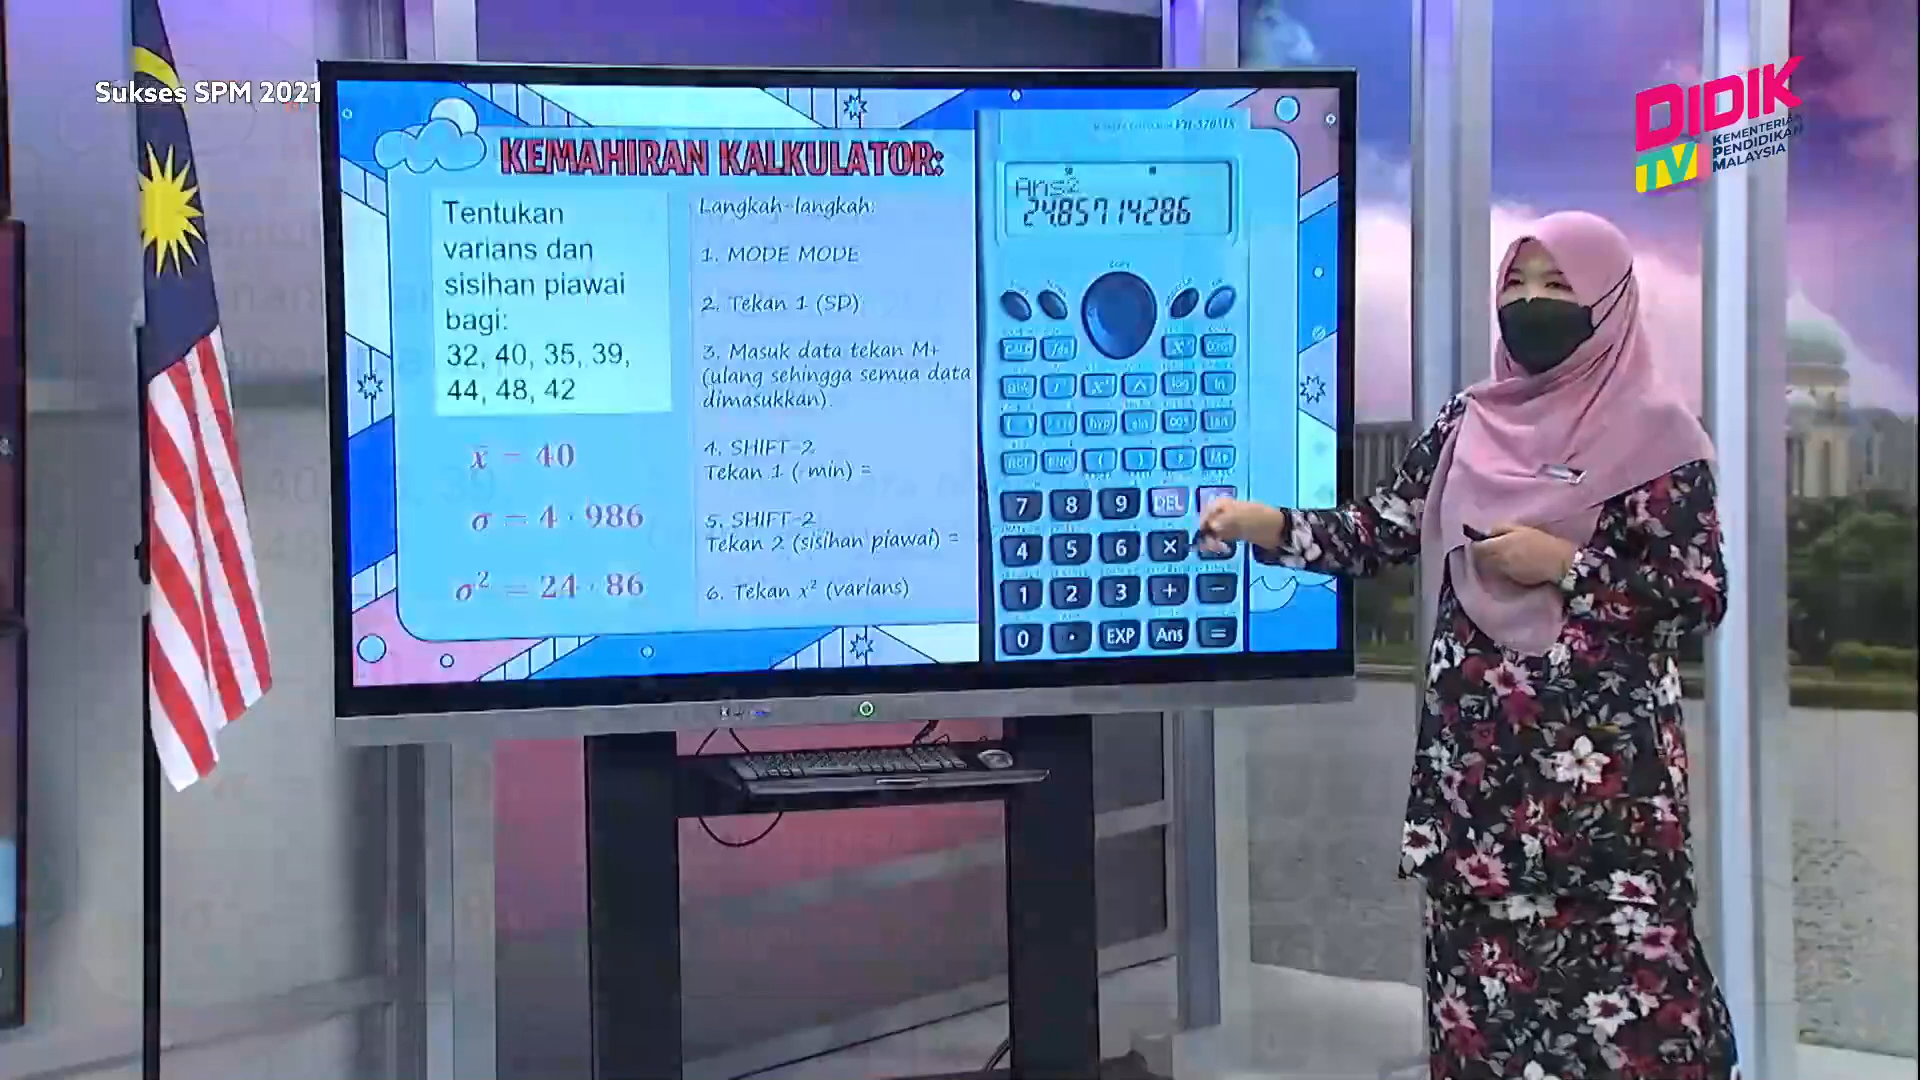 Sukses SPM 2021
DIDIK
TV
KEMENTERIAN
PENDIDIKAN
MALAYSIA
KEMAHIRAN KALKULATOR:
Tentukan
varians dan
sisihan piawai
bagi:
32, 40, 35, 39,
44, 48, 42
x̄ = 40
σ = 4·986
σ² = 24·86
Langkah-langkah:
1. MODE MODE
2. Tekan 1 (SD)
3. Masuk data tekan M+
(ulang sehingga semua data
dimasukkan).
4. SHIFT-2
Tekan 1 ( min) =
5. SHIFT-2
Tekan 2 (sisihan piawai) =
6. Tekan x² (varians)
Ans2
24.85714286
7 8 9 DEL
4 5 6 ×
1 2 3 + −
0 · EXP Ans =